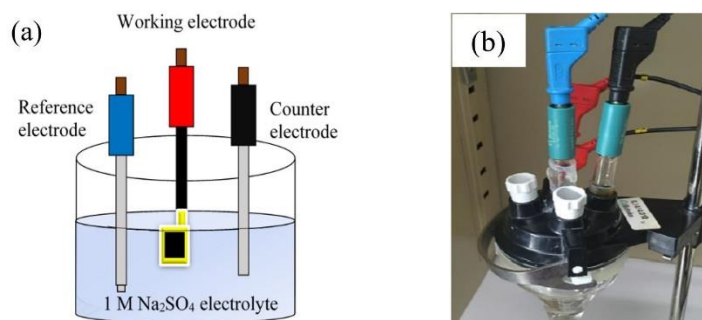 (a)
Working electrode
Reference
electrode
Counter
electrode
1 M Na₂SO₄ electrolyte
(b)